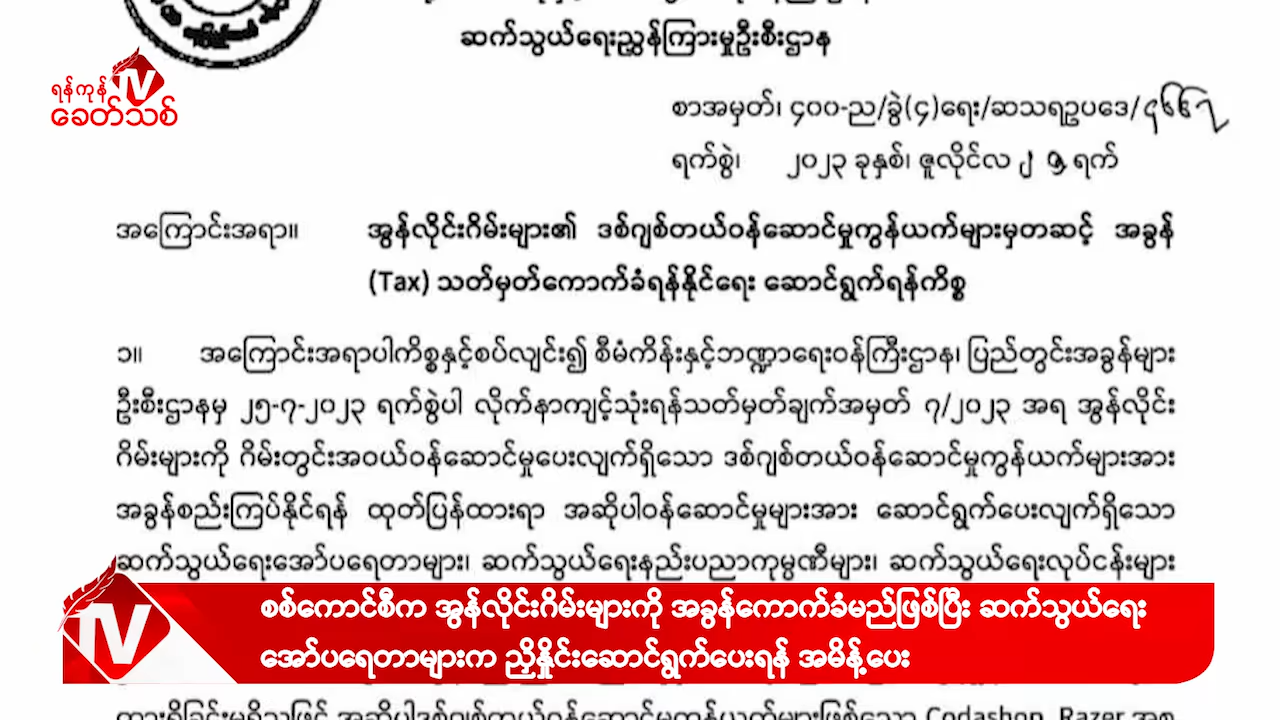 ဆက်သွယ်ရေးညွှန်ကြားမှုဦးစီးဌာန
ရန်ကုန်
ခေတ်သစ်
TV
စာအမှတ်၊ ၄၀၀-ည/ခွဲ(၄)ရေး/ဆသရဥပဒေ/
ရက်စွဲ၊ ၂၀၂၃ ခုနှစ်၊ ဇူလိုင်လ ရက်
အကြောင်းအရာ။ အွန်လိုင်းဂိမ်းများ၏ ဒစ်ဂျစ်တယ်ဝန်ဆောင်မှုကွန်ယက်များမှတဆင့် အခွန်
(Tax) သတ်မှတ်ကောက်ခံရန်နိုင်ရေး ဆောင်ရွက်ရန်ကိစ္စ
၁။ အကြောင်းအရာပါကိစ္စနှင့်စပ်လျင်း၍ စီမံကိန်းနှင့်ဘဏ္ဍာရေးဝန်ကြီးဌာန၊ ပြည်တွင်းအခွန်များ
ဦးစီးဌာနမှ ၂၅-၇-၂၀၂၃ ရက်စွဲပါ လိုက်နာကျင့်သုံးရန်သတ်မှတ်ချက်အမှတ် ၇/၂၀၂၃ အရ အွန်လိုင်း
ဂိမ်းများကို ဂိမ်းတွင်းအဝယ်ဝန်ဆောင်မှုပေးလျက်ရှိသော ဒစ်ဂျစ်တယ်ဝန်ဆောင်မှုကွန်ယက်များအား
အခွန်စည်းကြပ်နိုင်ရန် ထုတ်ပြန်ထားရာ အဆိုပါဝန်ဆောင်မှုများအား ဆောင်ရွက်ပေးလျက်ရှိသော
ဆက်သွယ်ရေးအော်ပရေတာများ၊ ဆက်သွယ်ရေးနည်းပညာကုမ္ပဏီများ၊ ဆက်သွယ်ရေးလုပ်ငန်းများ
TV
စစ်ကောင်စီက အွန်လိုင်းဂိမ်းများကို အခွန်ကောက်ခံမည်ဖြစ်ပြီး ဆက်သွယ်ရေး
အော်ပရေတာများက ညှိနှိုင်းဆောင်ရွက်ပေးရန် အမိန့်ပေး
Codashop, Razer